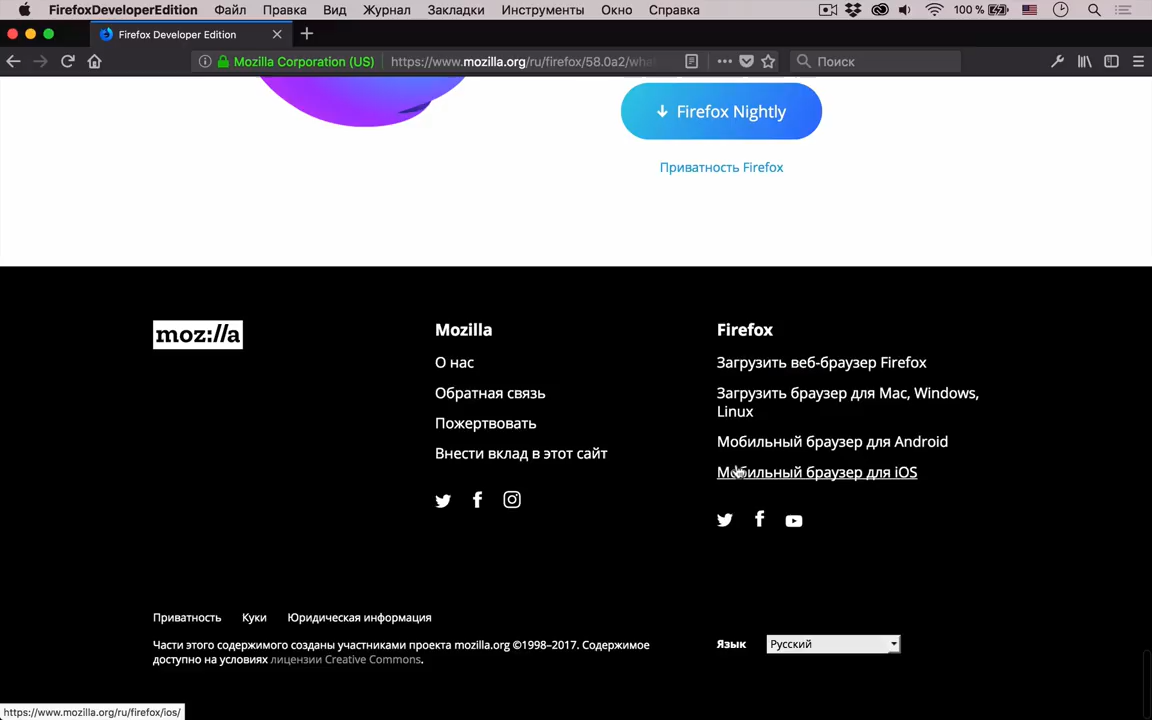 FirefoxDeveloperEdition Файл Правка Вид Журнал Закладки Инструменты Окно Справка 100 %
Firefox Developer Edition
Mozilla Corporation (US) https://www.mozilla.org/ru/firefox/58.0a2/wha Поиск
Firefox Nightly
Приватность Firefox
moz://a
Mozilla
О нас
Обратная связь
Пожертвовать
Внести вклад в этот сайт
Firefox
Загрузить веб-браузер Firefox
Загрузить браузер для Mac, Windows,
Linux
Мобильный браузер для Android
Мобильный браузер для iOS
Приватность Куки Юридическая информация
Части этого содержимого созданы участниками проекта mozilla.org ©1998–2017. Содержимое
доступно на условиях лицензии Creative Commons.
Язык Русский
https://www.mozilla.org/ru/firefox/ios/